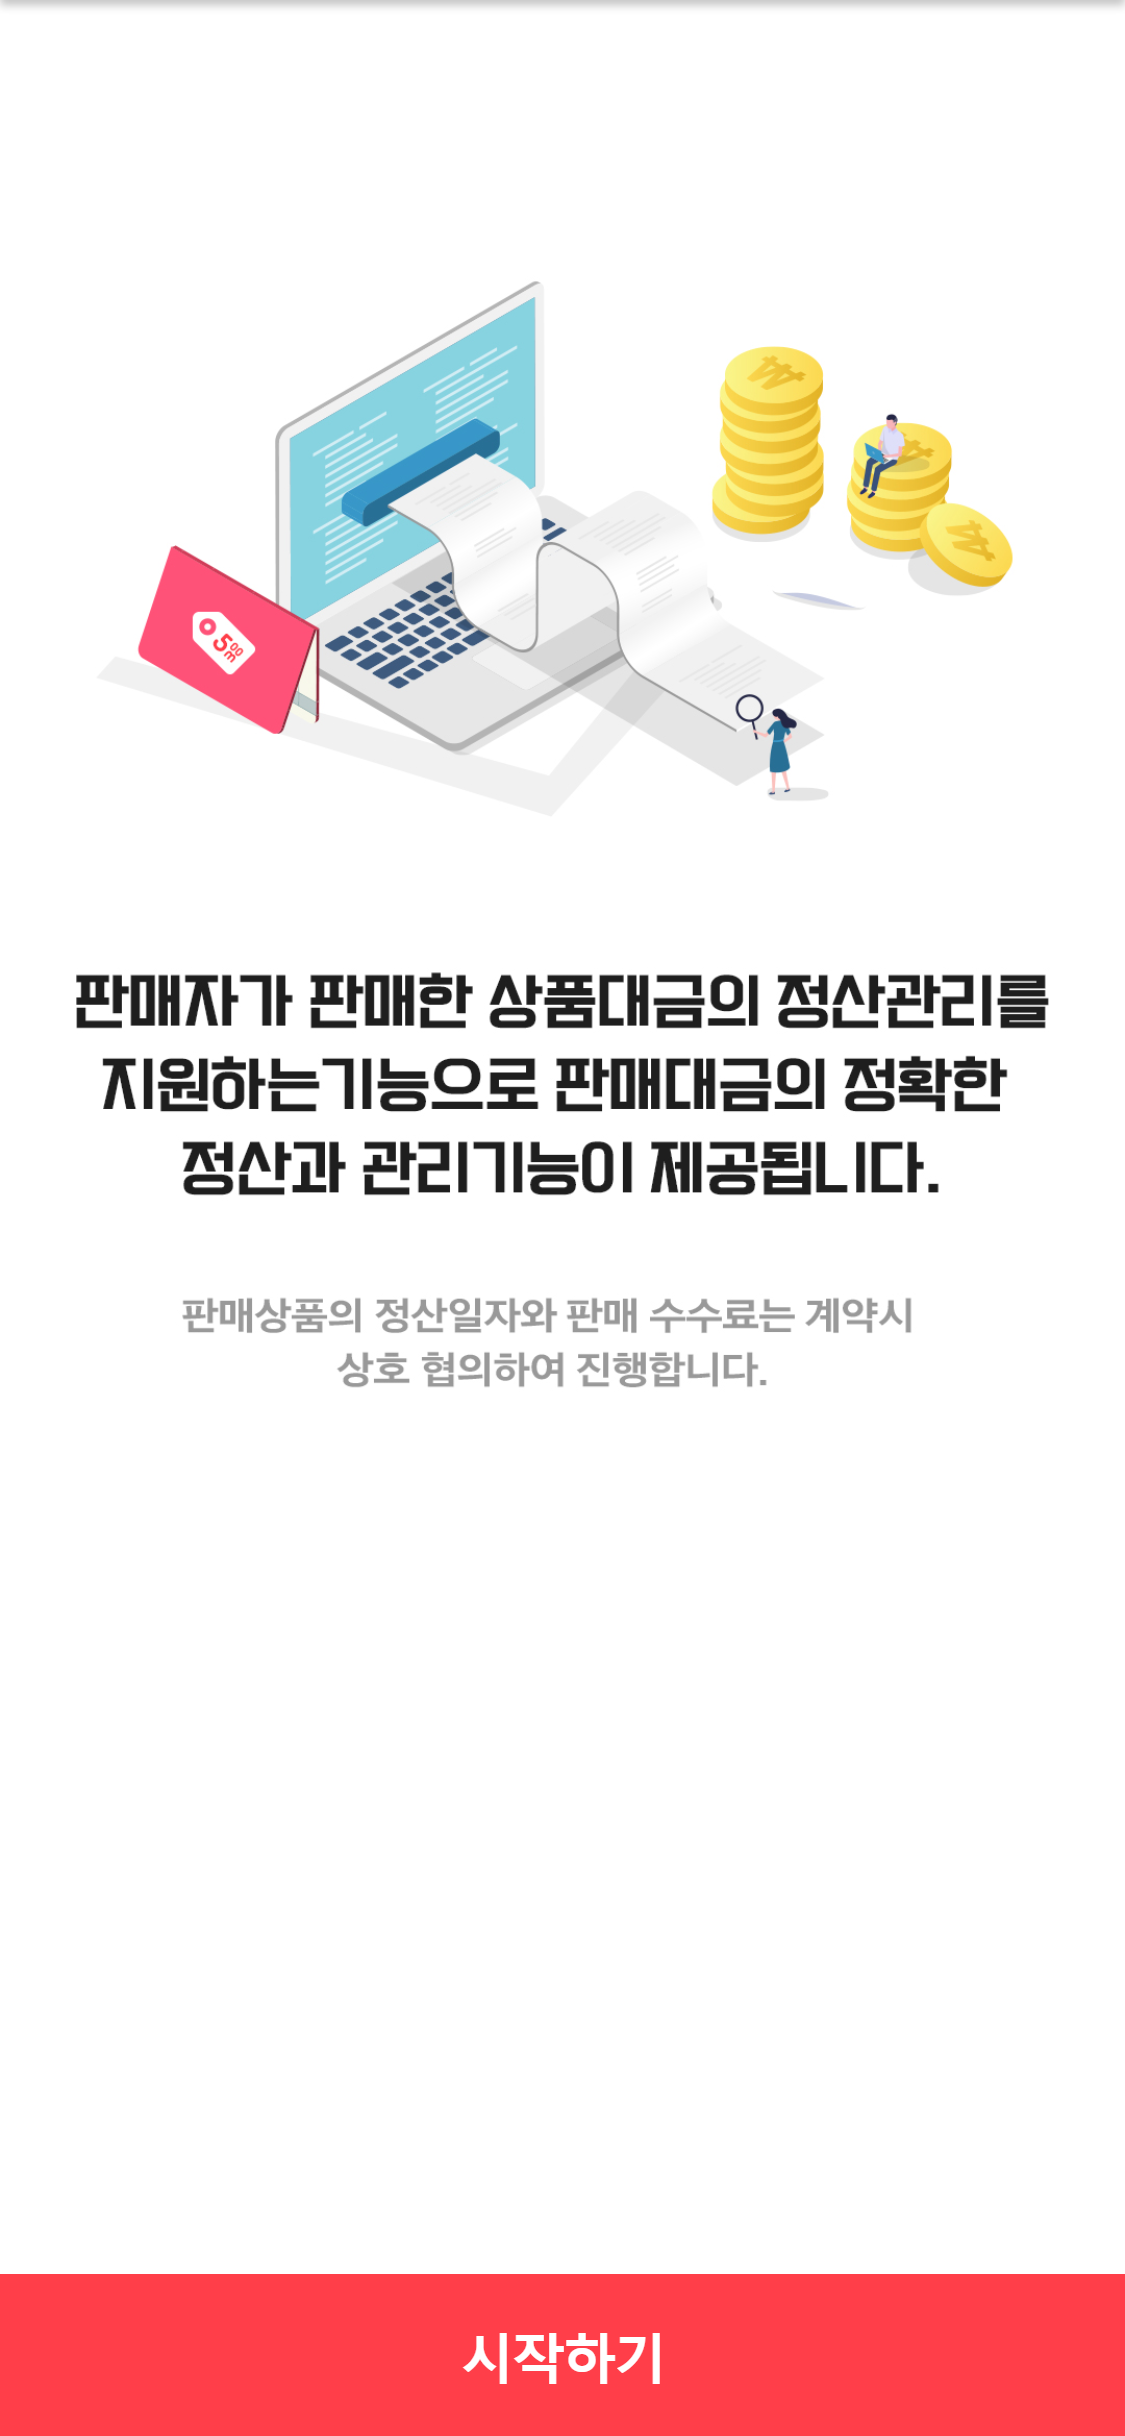 500m
판매자가 판매한 상품대금의 정산관리를
지원하는기능으로 판매대금의 정확한
정산과 관리기능이 제공됩니다.
판매상품의 정산일자와 판매 수수료는 계약시
상호 협의하여 진행합니다.
시작하기